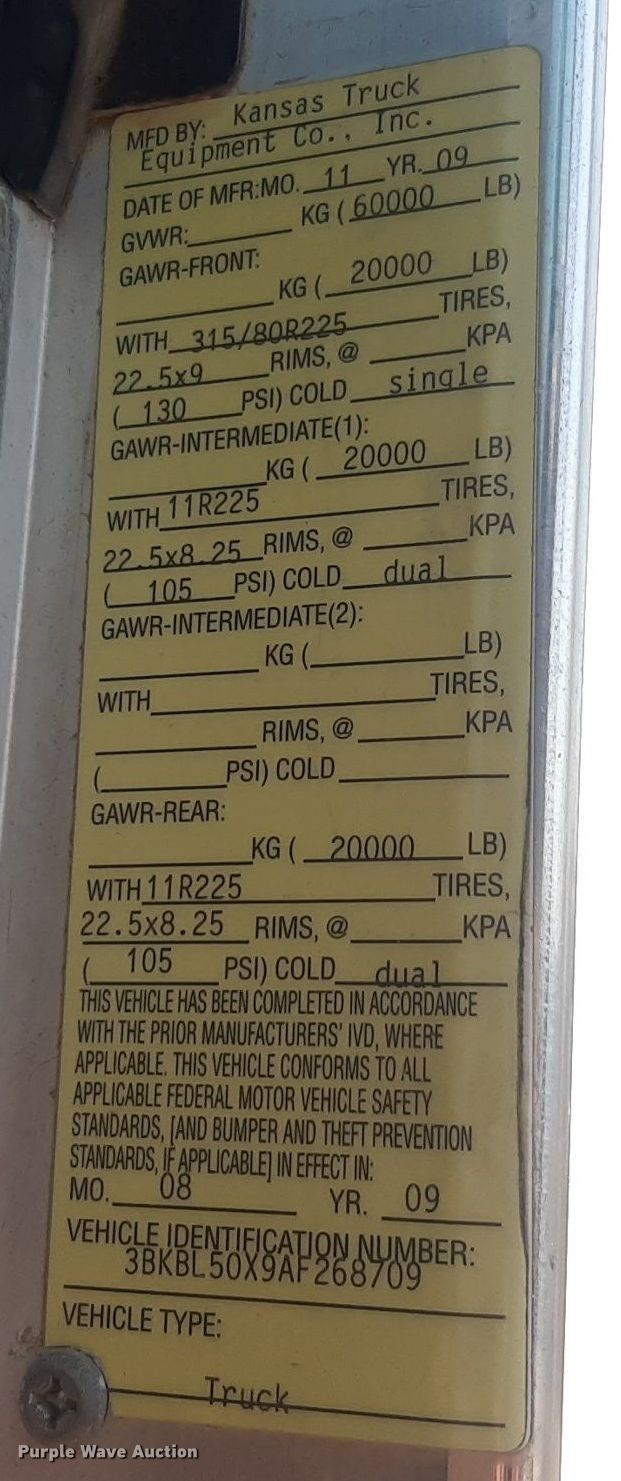 MFD BY: Kansas Truck
Equipment Co., Inc.
DATE OF MFR:MO. 11 YR. 09
GVWR: KG ( 60000 LB)
GAWR-FRONT:
KG ( 20000 LB)
WITH 315/80R225 TIRES,
22.5x9 RIMS, @ KPA
( 130 PSI) COLD single
GAWR-INTERMEDIATE(1):
KG ( 20000 LB)
WITH 11R225 TIRES,
22.5x8.25 RIMS, @ KPA
( 105 PSI) COLD dual
GAWR-INTERMEDIATE(2):
KG ( LB)
WITH TIRES,
RIMS, @ KPA
( PSI) COLD
GAWR-REAR:
KG ( 20000 LB)
WITH 11R225 TIRES,
22.5x8.25 RIMS, @ KPA
( 105 PSI) COLD dual
THIS VEHICLE HAS BEEN COMPLETED IN ACCORDANCE
WITH THE PRIOR MANUFACTURERS' IVD, WHERE
APPLICABLE. THIS VEHICLE CONFORMS TO ALL
APPLICABLE FEDERAL MOTOR VEHICLE SAFETY
STANDARDS, [AND BUMPER AND THEFT PREVENTION
STANDARDS, IF APPLICABLE] IN EFFECT IN:
MO. 08 YR. 09
VEHICLE IDENTIFICATION NUMBER:
3BKBL50X9AF268709
VEHICLE TYPE:
Truck
Purple Wave Auction